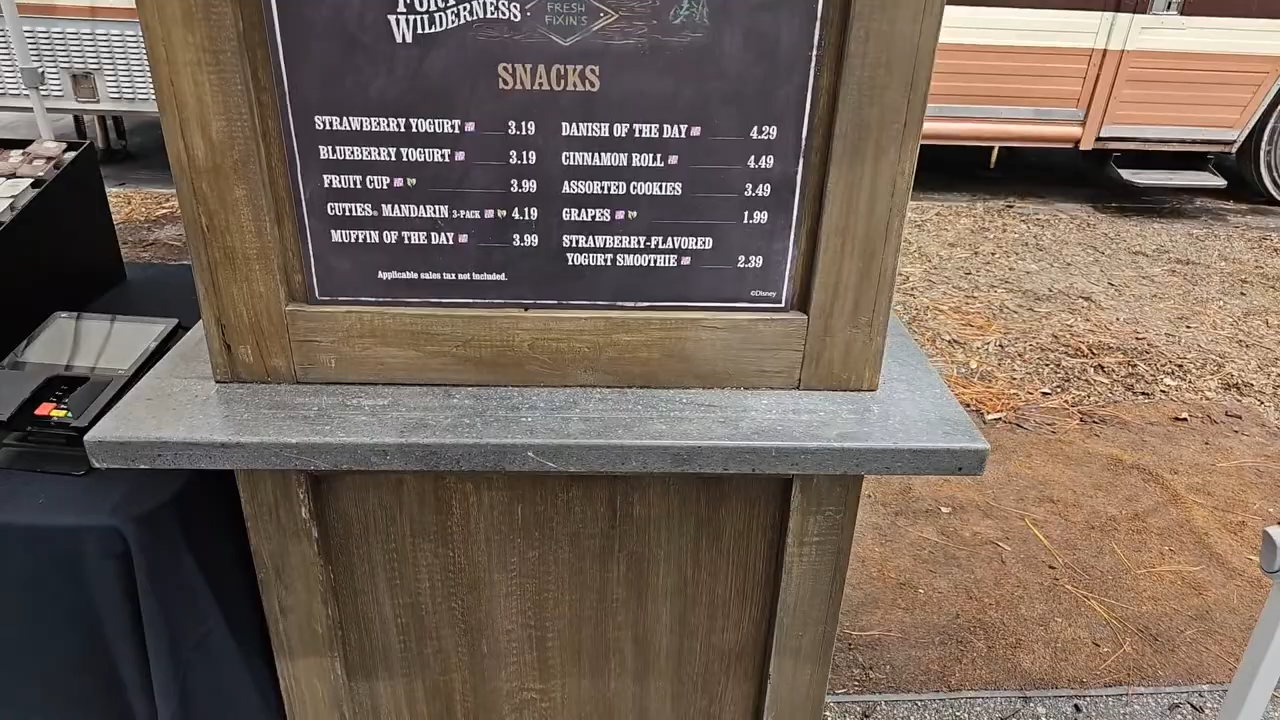 WILDERNESS
FRESH
FIXIN'S
SNACKS
STRAWBERRY YOGURT 3.19
BLUEBERRY YOGURT 3.19
FRUIT CUP 3.99
CUTIES® MANDARIN 3-PACK 4.19
MUFFIN OF THE DAY 3.99
DANISH OF THE DAY 4.29
CINNAMON ROLL 4.49
ASSORTED COOKIES 3.49
GRAPES 1.99
STRAWBERRY-FLAVORED
YOGURT SMOOTHIE 2.39
Applicable sales tax not included.
©Disney